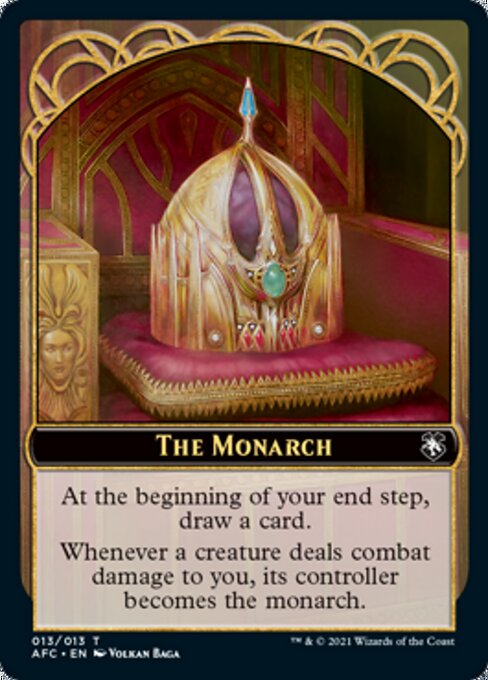 The Monarch
At the beginning of your end step,
draw a card.
Whenever a creature deals combat
damage to you, its controller
becomes the monarch.
013/013 T
™ & © 2021 Wizards of the Coast
AFC • EN Volkan Baga